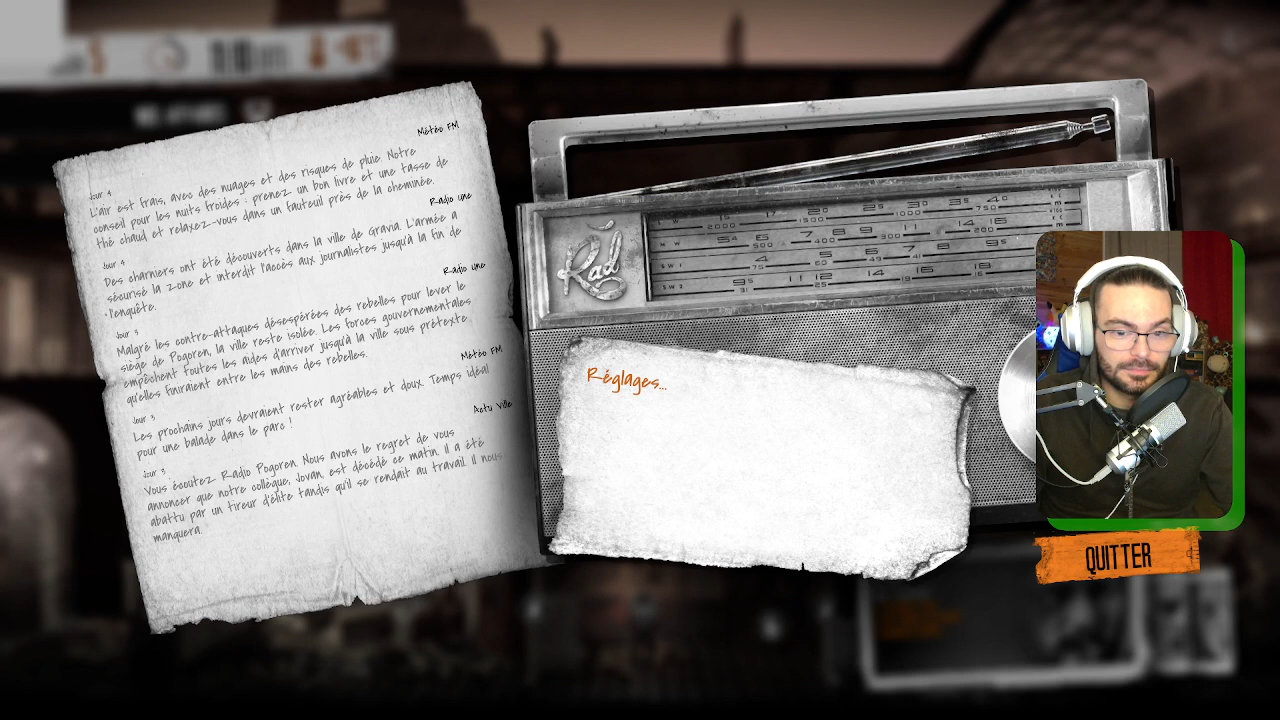 Météo FM
Jour 4
L'air est frais, avec des nuages et des risques de pluie. Notre
conseil pour les nuits froides : prenez un bon livre et une tasse de
thé chaud et relaxez-vous dans un fauteuil près de la cheminée.
Radio une
Jour 4
Des charniers ont été découverts dans la ville de Gravia. L'armée a
sécurisé la zone et interdit l'accès aux journalistes jusqu'à la fin de
l'enquête.
Radio une
Jour 3
Malgré les contre-attaques désespérées des rebelles pour lever le
siège de Pogoren, la ville reste isolée. Les forces gouvernementales
empêchent toutes les aides d'arriver jusqu'à la ville sous prétexte
qu'elles finiraient entre les mains des rebelles.
Météo FM
Jour 3
Les prochains jours devraient rester agréables et doux. Temps idéal
pour une balade dans le parc !
Actu Ville
Jour 3
Vous écoutez Radio Pogoren. Nous avons le regret de vous
annoncer que notre collègue, Jovan, est décédé ce matin. Il a été
abattu par un tireur d'élite tandis qu'il se rendait au travail. Il nous
manquera.
Rad
Réglages...
QUITTER